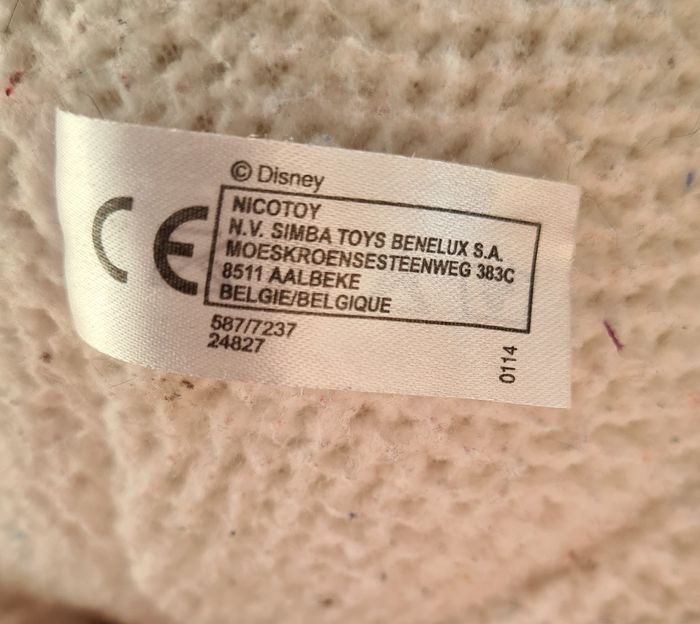 © Disney
CE
NICOTOY
N.V. SIMBA TOYS BENELUX S.A.
MOESKROENSESTEENWEG 383C
8511 AALBEKE
BELGIE/BELGIQUE
587/7237
24827
0114